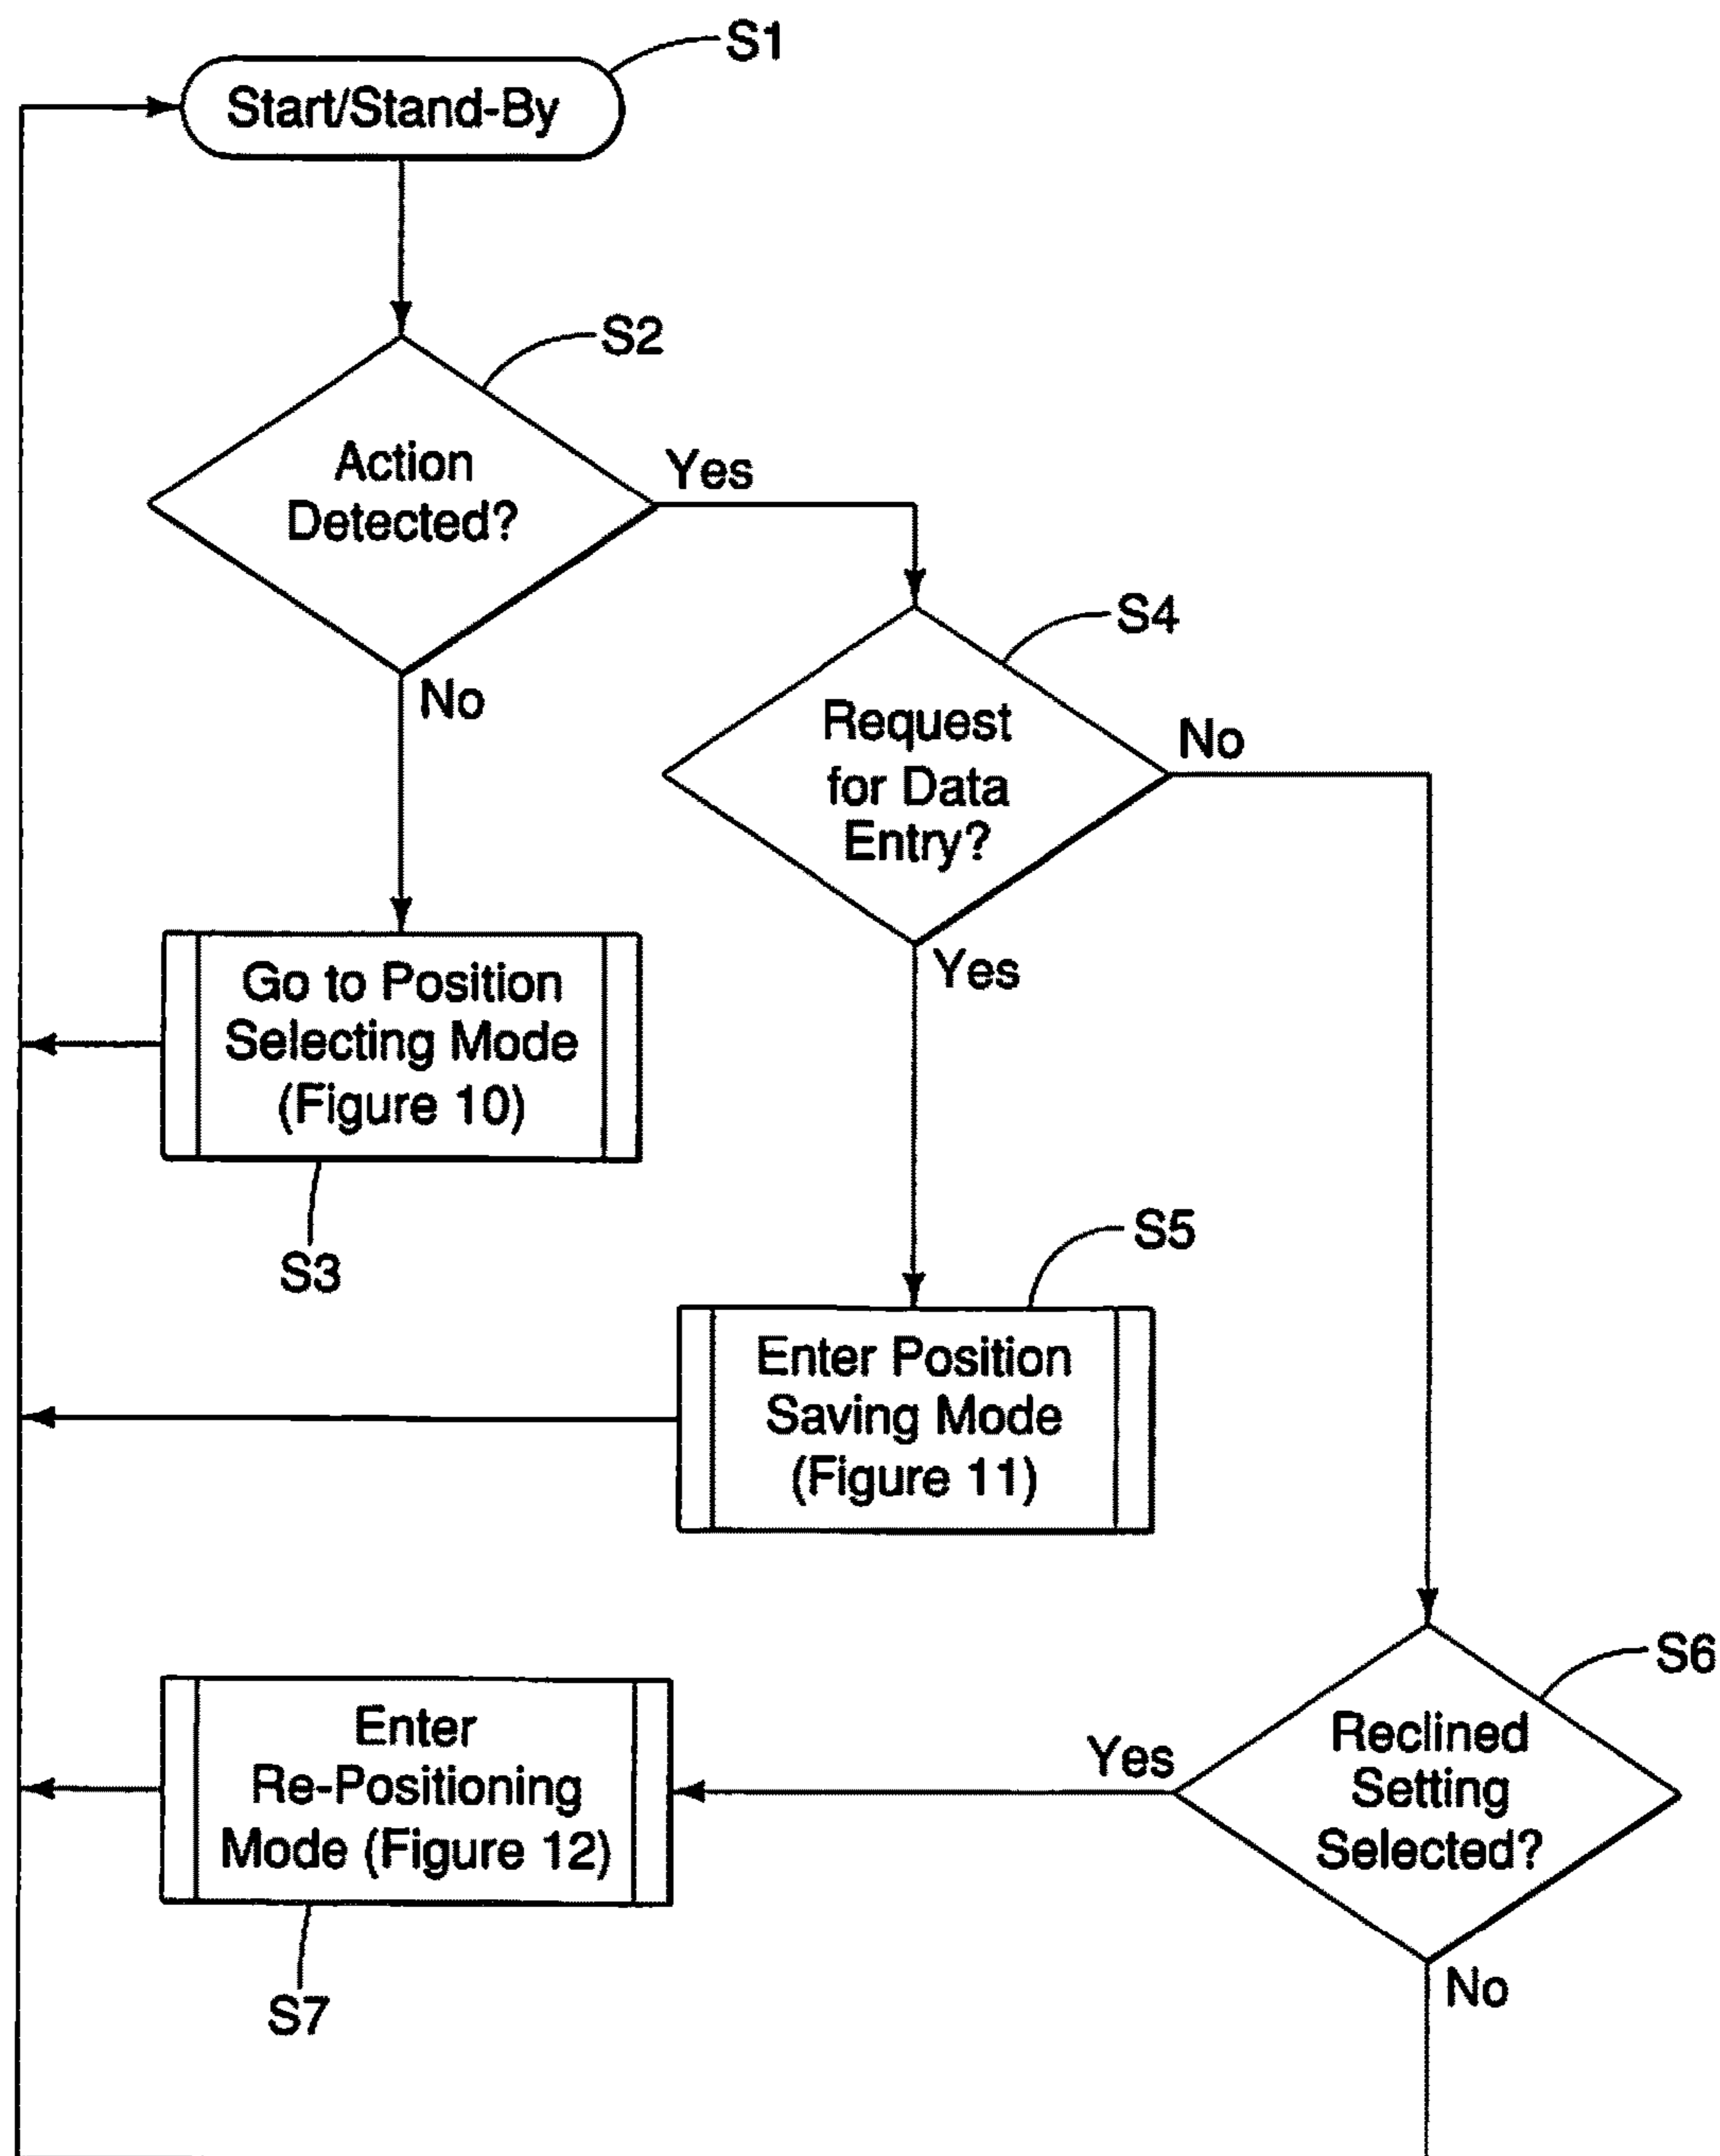 S1
Start/Stand-By
S2
Action
Detected?
Yes
No
S4
Request
for Data
Entry?
No
Yes
Go to Position
Selecting Mode
(Figure 10)
S3
S5
Enter Position
Saving Mode
(Figure 11)
S6
Reclined
Setting
Selected?
Yes
No
Enter
Re-Positioning
Mode (Figure 12)
S7